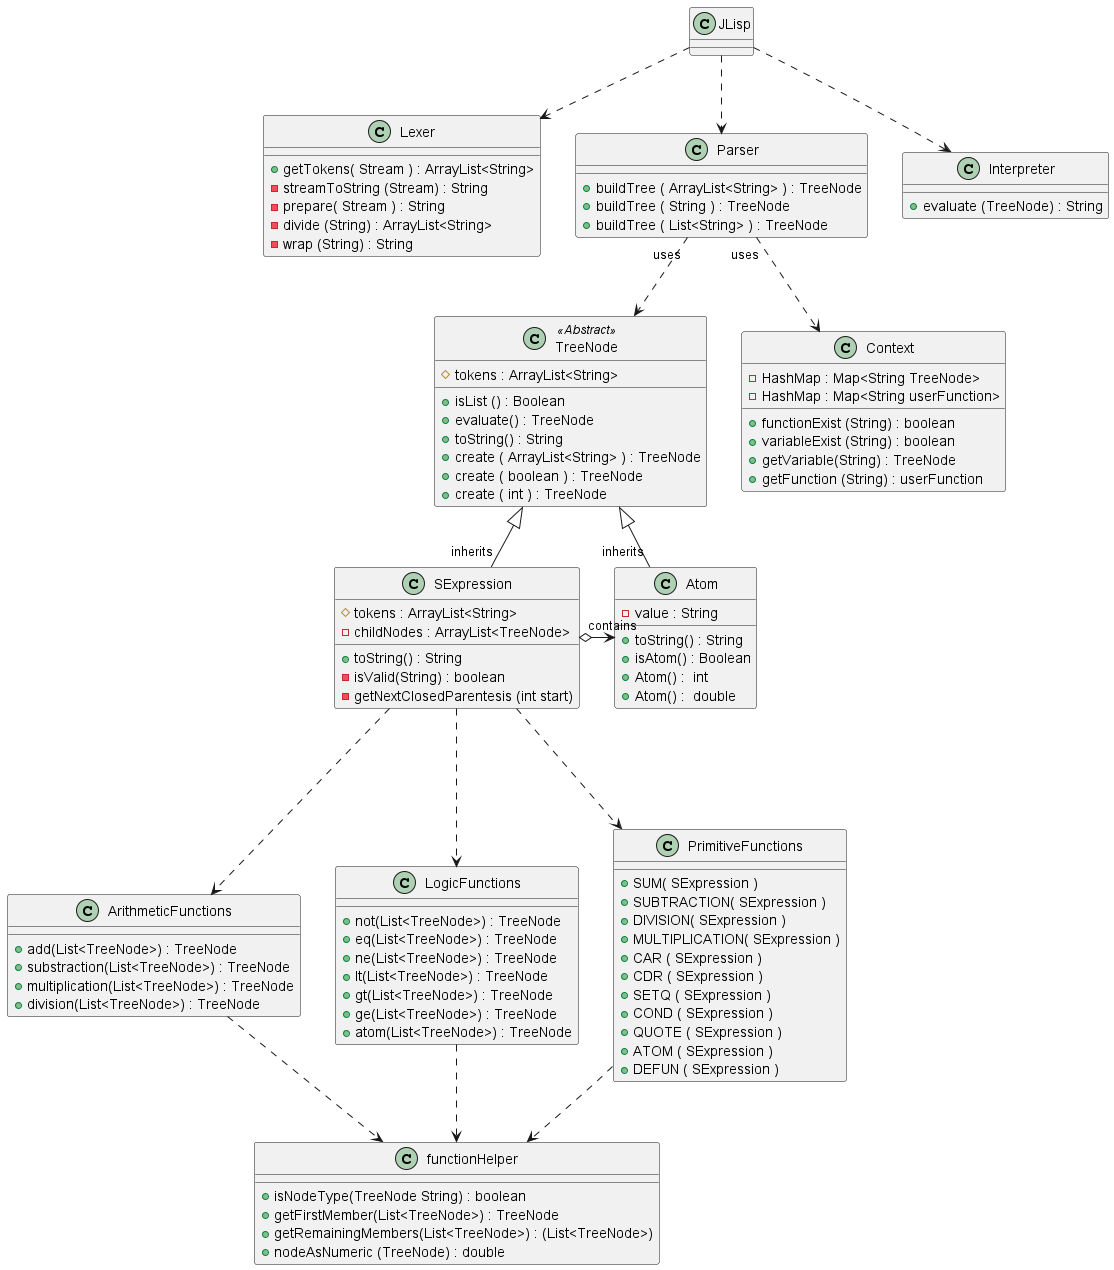 C JLisp
C Lexer
getTokens( Stream ) : ArrayList<String>
streamToString (Stream) : String
prepare( Stream ) : String
divide (String) : ArrayList<String>
wrap (String) : String
C Parser
buildTree ( ArrayList<String> ) : TreeNode
buildTree ( String ) : TreeNode
buildTree ( List<String> ) : TreeNode
C Interpreter
evaluate (TreeNode) : String
uses
uses
C «Abstract»
TreeNode
tokens : ArrayList<String>
isList () : Boolean
evaluate() : TreeNode
toString() : String
create ( ArrayList<String> ) : TreeNode
create ( boolean ) : TreeNode
create ( int ) : TreeNode
C Context
HashMap : Map<String TreeNode>
HashMap : Map<String userFunction>
functionExist (String) : boolean
variableExist (String) : boolean
getVariable(String) : TreeNode
getFunction (String) : userFunction
inherits
inherits
C SExpression
tokens : ArrayList<String>
childNodes : ArrayList<TreeNode>
toString() : String
isValid(String) : boolean
getNextClosedParentesis (int start)
contains
C Atom
value : String
toString() : String
isAtom() : Boolean
Atom() :  int
Atom() :  double
C ArithmeticFunctions
add(List<TreeNode>) : TreeNode
substraction(List<TreeNode>) : TreeNode
multiplication(List<TreeNode>) : TreeNode
division(List<TreeNode>) : TreeNode
C LogicFunctions
not(List<TreeNode>) : TreeNode
eq(List<TreeNode>) : TreeNode
ne(List<TreeNode>) : TreeNode
lt(List<TreeNode>) : TreeNode
gt(List<TreeNode>) : TreeNode
ge(List<TreeNode>) : TreeNode
atom(List<TreeNode>) : TreeNode
C PrimitiveFunctions
SUM( SExpression )
SUBTRACTION( SExpression )
DIVISION( SExpression )
MULTIPLICATION( SExpression )
CAR ( SExpression )
CDR ( SExpression )
SETQ ( SExpression )
COND ( SExpression )
QUOTE ( SExpression )
ATOM ( SExpression )
DEFUN ( SExpression )
C functionHelper
isNodeType(TreeNode String) : boolean
getFirstMember(List<TreeNode>) : TreeNode
getRemainingMembers(List<TreeNode>) : (List<TreeNode>)
nodeAsNumeric (TreeNode) : double